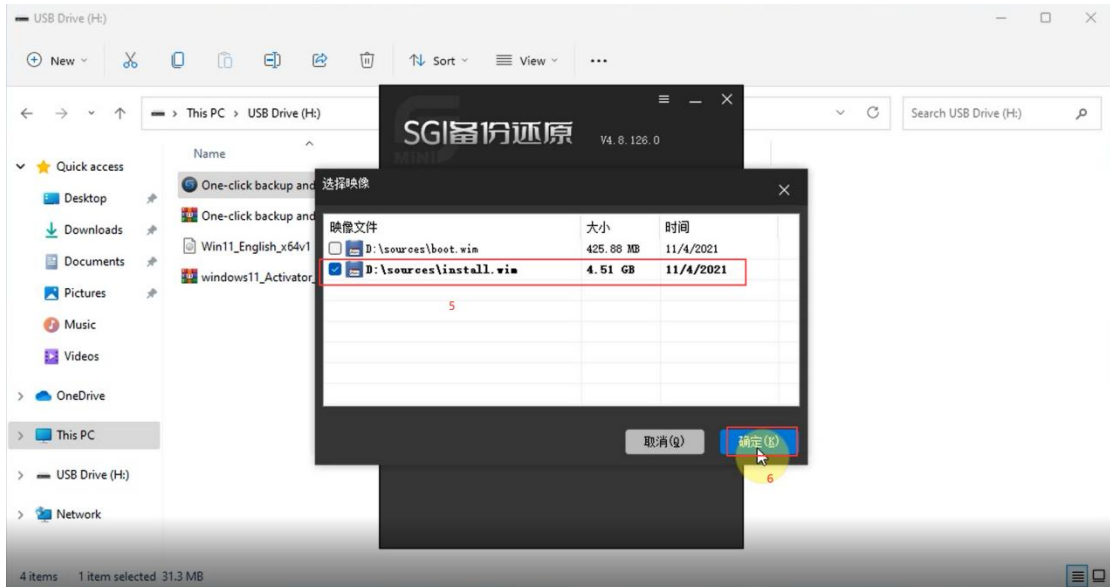 USB Drive (H:)
New
Sort
View
This PC > USB Drive (H:)
Search USB Drive (H:)
SGI备份还原
V4.8.126.0
MINI
Quick access
Desktop
Downloads
Documents
Pictures
Music
Videos
OneDrive
This PC
USB Drive (H:)
Network
Name
One-click backup and
One-click backup and
Win11_English_x64v1
windows11_Activator_
选择映像
映像文件 大小 时间
D:\sources\boot.wim 425.88 MB 11/4/2021
D:\sources\install.wim 4.51 GB 11/4/2021
5
取消(Q) 确定(K)
6
4 items 1 item selected 31.3 MB